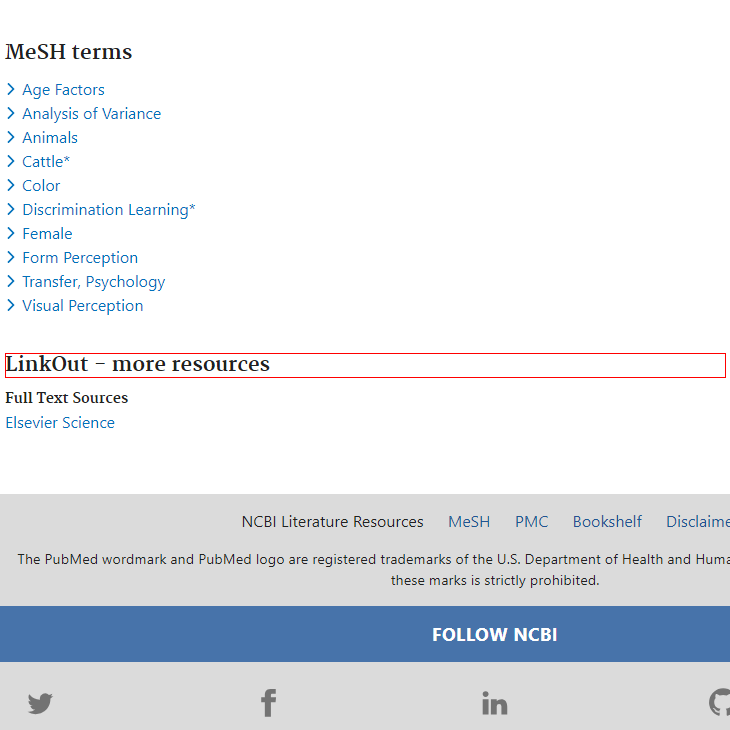 MeSH terms
Age Factors
Analysis of Variance
Animals
Cattle*
Color
Discrimination Learning*
Female
Form Perception
Transfer, Psychology
Visual Perception
LinkOut – more resources
Full Text Sources
Elsevier Science
NCBI Literature Resources MeSH PMC Bookshelf Disclaime
The PubMed wordmark and PubMed logo are registered trademarks of the U.S. Department of Health and Huma
these marks is strictly prohibited.
FOLLOW NCBI